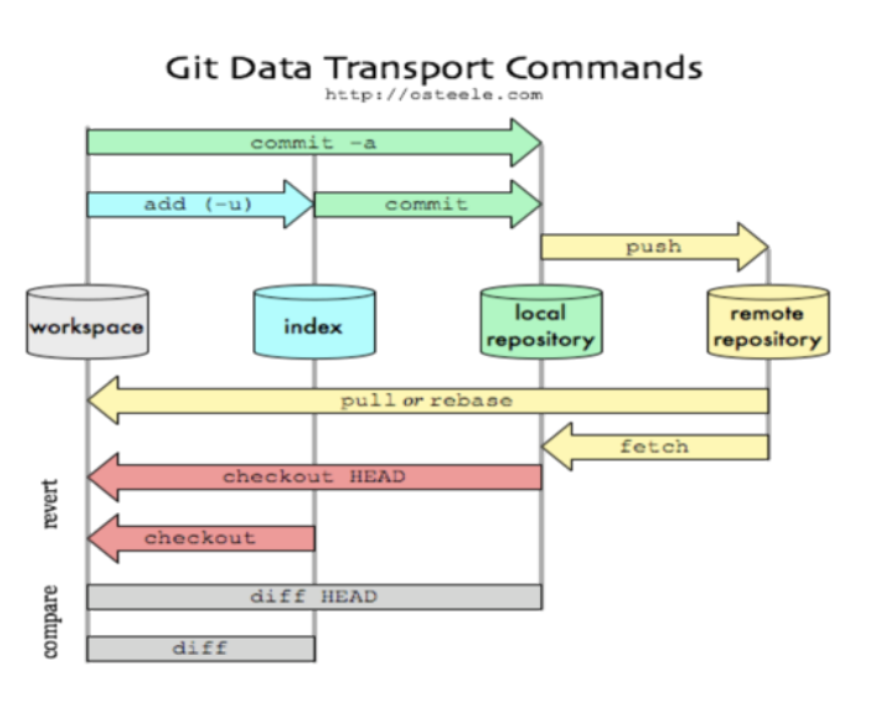 Git Data Transport Commands
http://osteele.com
commit -a
add (-u)
commit
push
workspace
index
local
repository
remote
repository
pull or rebase
fetch
revert
checkout HEAD
checkout
compare
diff HEAD
diff